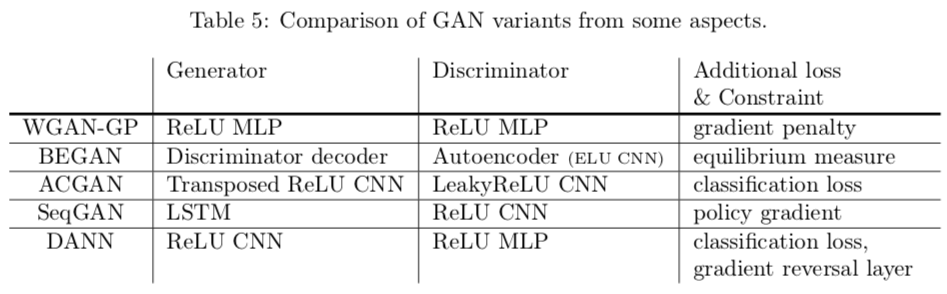 Table 5: Comparison of GAN variants from some aspects.
Generator Discriminator Additional loss
& Constraint
WGAN-GP ReLU MLP ReLU MLP gradient penalty
BEGAN Discriminator decoder Autoencoder (ELU CNN) equilibrium measure
ACGAN Transposed ReLU CNN LeakyReLU CNN classification loss
SeqGAN LSTM ReLU CNN policy gradient
DANN ReLU CNN ReLU MLP classification loss,
gradient reversal layer